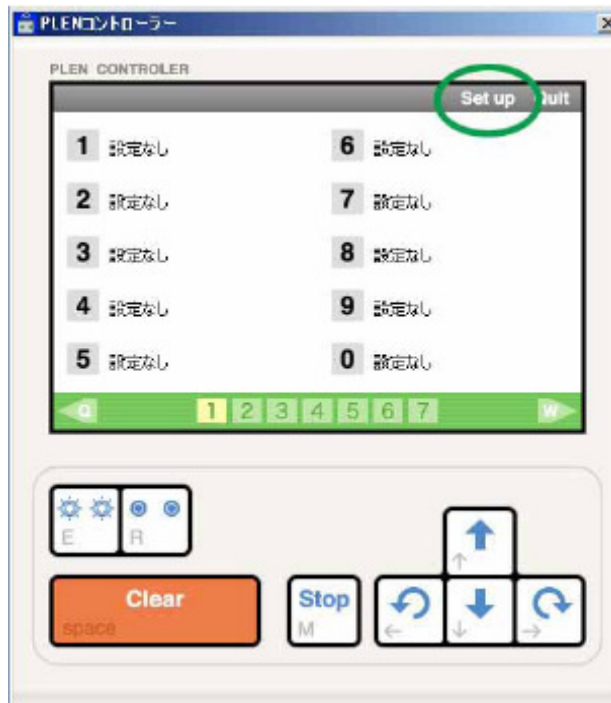 PLENコントローラー
PLEN CONTROLER
Set up Quit
1 設定なし
2 設定なし
3 設定なし
4 設定なし
5 設定なし
6 設定なし
7 設定なし
8 設定なし
9 設定なし
0 設定なし
Q 1 2 3 4 5 6 7 W
E R
↑
Clear
space
Stop
M
← ↓ →